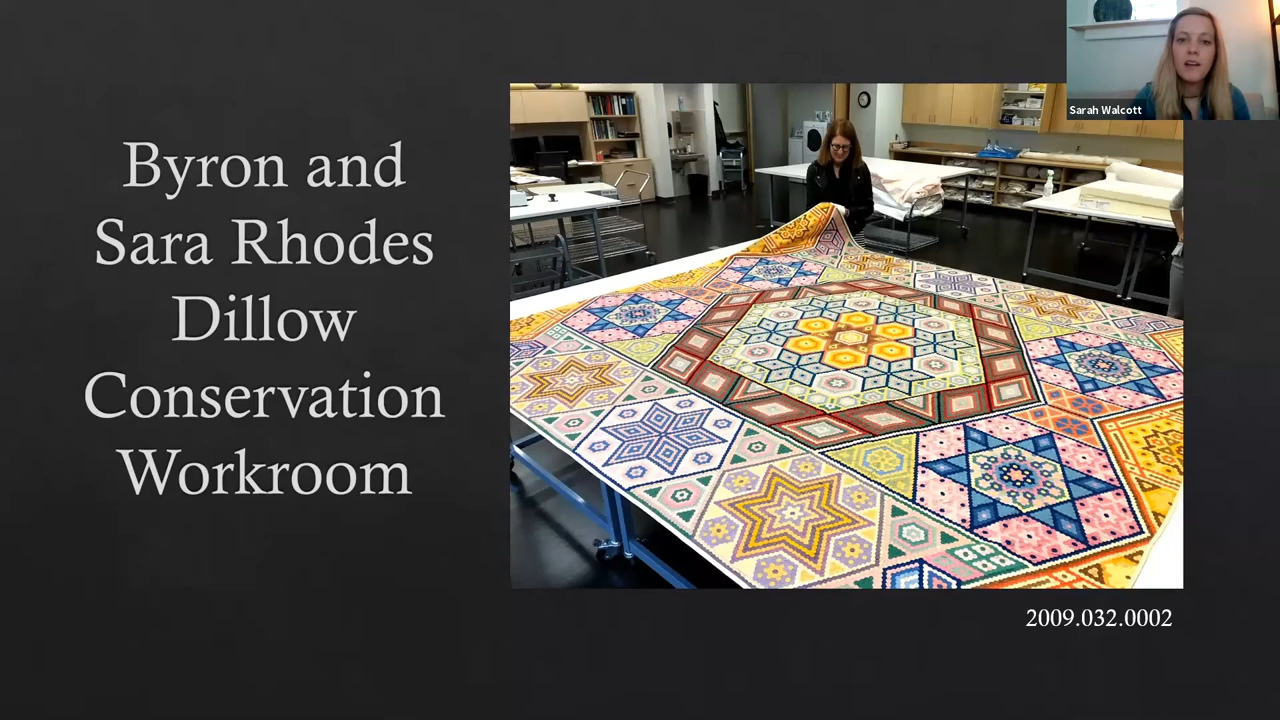 Byron and
Sara Rhodes
Dillow
Conservation
Workroom
Sarah Walcott
2009.032.0002